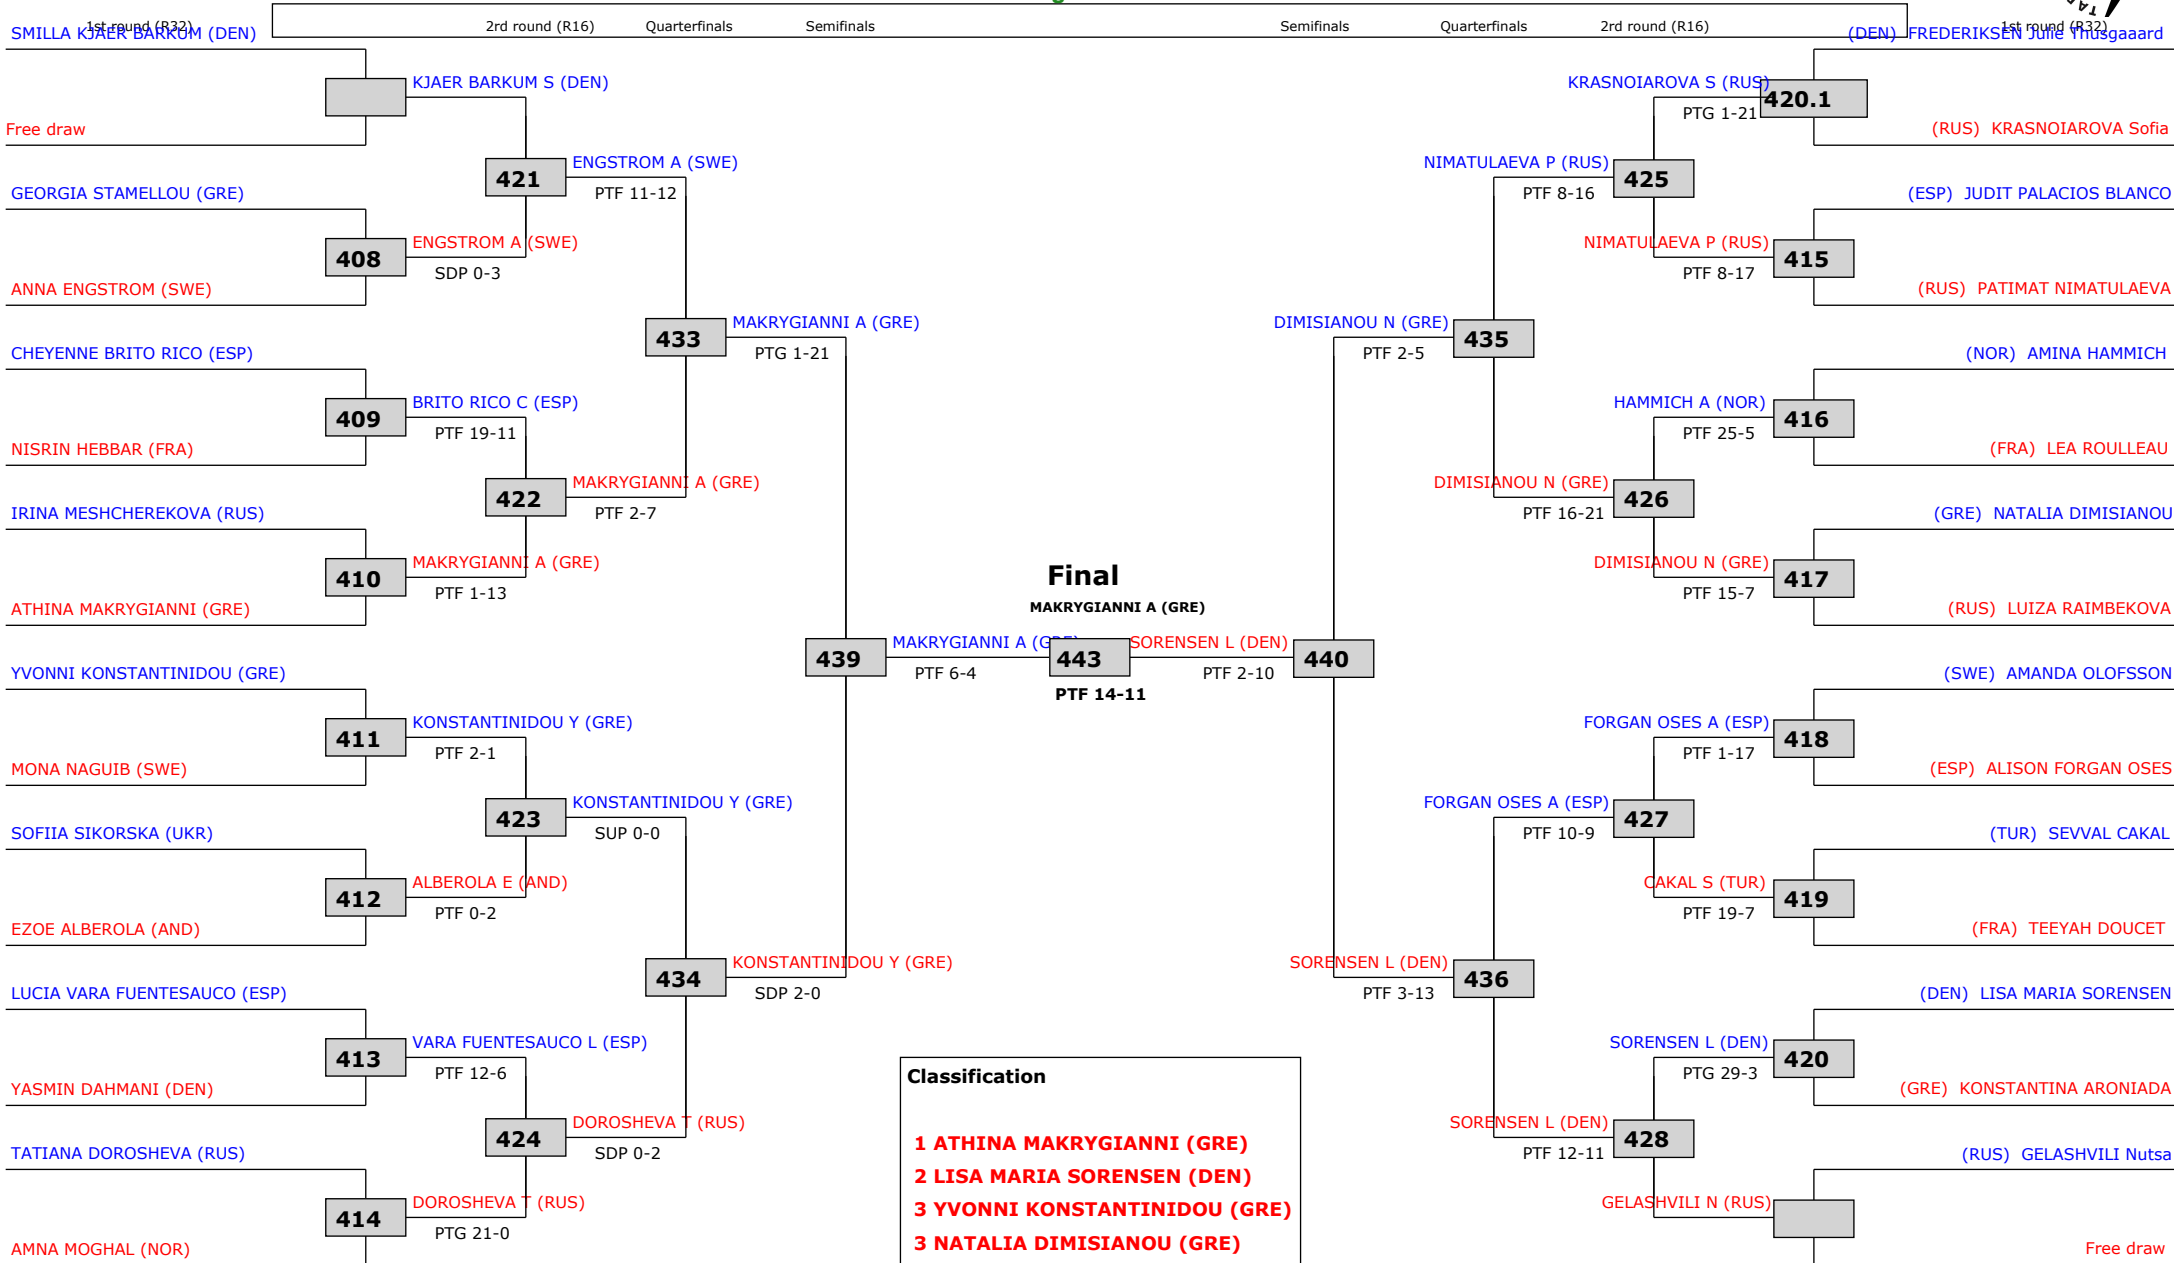 1st round (R32)
2nd round (R16)
Quarterfinals
Semifinals
Semifinals
Quarterfinals
2nd round (R16)
1st round (R32)
SMILLA KJAER BARKUM (DEN)
Free draw
GEORGIA STAMELLOU (GRE)
ANNA ENGSTROM (SWE)
CHEYENNE BRITO RICO (ESP)
NISRIN HEBBAR (FRA)
IRINA MESHCHEREKOVA (RUS)
ATHINA MAKRYGIANNI (GRE)
YVONNI KONSTANTINIDOU (GRE)
MONA NAGUIB (SWE)
SOFIIA SIKORSKA (UKR)
EZOE ALBEROLA (AND)
LUCIA VARA FUENTESAUCO (ESP)
YASMIN DAHMANI (DEN)
TATIANA DOROSHEVA (RUS)
AMNA MOGHAL (NOR)
KJAER BARKUM S (DEN)
408
ENGSTROM A (SWE)
SDP 0-3
409
BRITO RICO C (ESP)
PTF 19-11
410
MAKRYGIANNI A (GRE)
PTF 1-13
411
KONSTANTINIDOU Y (GRE)
PTF 2-1
412
ALBEROLA E (AND)
PTF 0-2
413
VARA FUENTESAUCO L (ESP)
PTF 12-6
414
DOROSHEVA T (RUS)
PTG 21-0
421
ENGSTROM A (SWE)
PTF 11-12
422
MAKRYGIANNI A (GRE)
PTF 2-7
423
KONSTANTINIDOU Y (GRE)
SUP 0-0
424
DOROSHEVA T (RUS)
SDP 0-2
433
MAKRYGIANNI A (GRE)
PTG 1-21
434
KONSTANTINIDOU Y (GRE)
SDP 2-0
439
MAKRYGIANNI A (GRE)
PTF 6-4
Final
MAKRYGIANNI A (GRE)
443
PTF 14-11
SORENSEN L (DEN)
PTF 2-10
440
DIMISIANOU N (GRE)
PTF 2-5
435
SORENSEN L (DEN)
PTF 3-13
436
NIMATULAEVA P (RUS)
PTF 8-16
425
DIMISIANOU N (GRE)
PTF 16-21
426
FORGAN OSES A (ESP)
PTF 10-9
427
SORENSEN L (DEN)
PTF 12-11
428
KRASNOIAROVA S (RUS)
PTG 1-21
420.1
NIMATULAEVA P (RUS)
PTF 8-17
415
HAMMICH A (NOR)
PTF 25-5
416
DIMISIANOU N (GRE)
PTF 15-7
417
FORGAN OSES A (ESP)
PTF 1-17
418
CAKAL S (TUR)
PTF 19-7
419
SORENSEN L (DEN)
PTG 29-3
420
GELASHVILI N (RUS)
(DEN) FREDERIKSEN Julie Thusgaaard
(RUS) KRASNOIAROVA Sofia
(ESP) JUDIT PALACIOS BLANCO
(RUS) PATIMAT NIMATULAEVA
(NOR) AMINA HAMMICH
(FRA) LEA ROULLEAU
(GRE) NATALIA DIMISIANOU
(RUS) LUIZA RAIMBEKOVA
(SWE) AMANDA OLOFSSON
(ESP) ALISON FORGAN OSES
(TUR) SEVVAL CAKAL
(FRA) TEEYAH DOUCET
(DEN) LISA MARIA SORENSEN
(GRE) KONSTANTINA ARONIADA
(RUS) GELASHVILI Nutsa
Free draw
Classification
1 ATHINA MAKRYGIANNI (GRE)
2 LISA MARIA SORENSEN (DEN)
3 YVONNI KONSTANTINIDOU (GRE)
3 NATALIA DIMISIANOU (GRE)